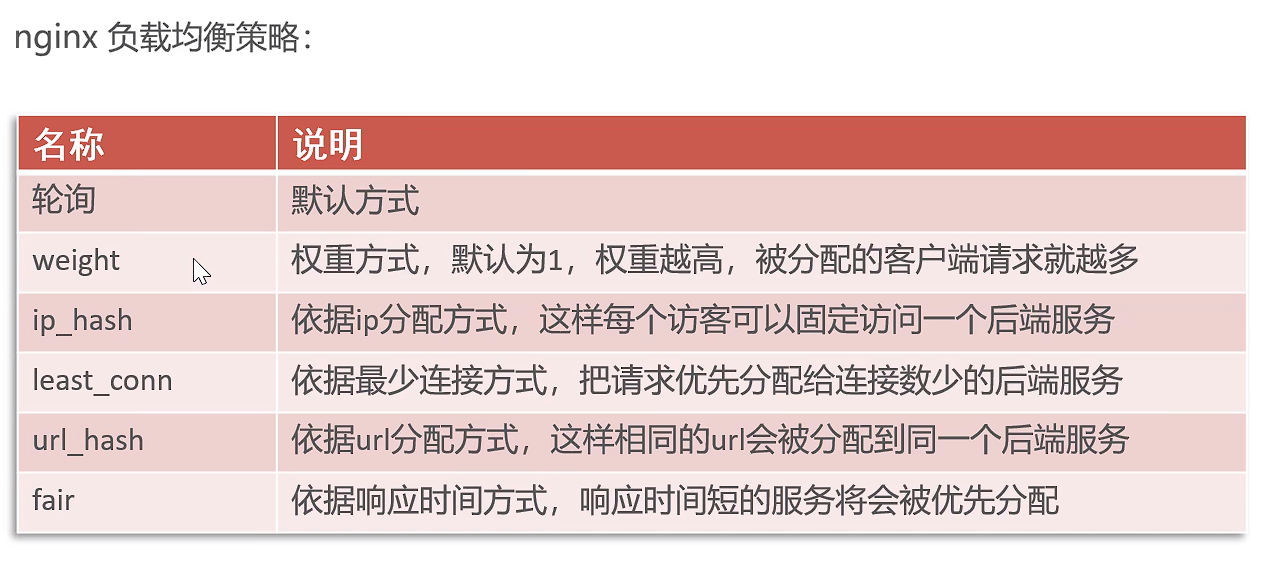 nginx 负载均衡策略：
名称 说明
轮询 默认方式
weight 权重方式，默认为1，权重越高，被分配的客户端请求就越多
ip_hash 依据ip分配方式，这样每个访客可以固定访问一个后端服务
least_conn 依据最少连接方式，把请求优先分配给连接数少的后端服务
url_hash 依据url分配方式，这样相同的url会被分配到同一个后端服务
fair 依据响应时间方式，响应时间短的服务将会被优先分配